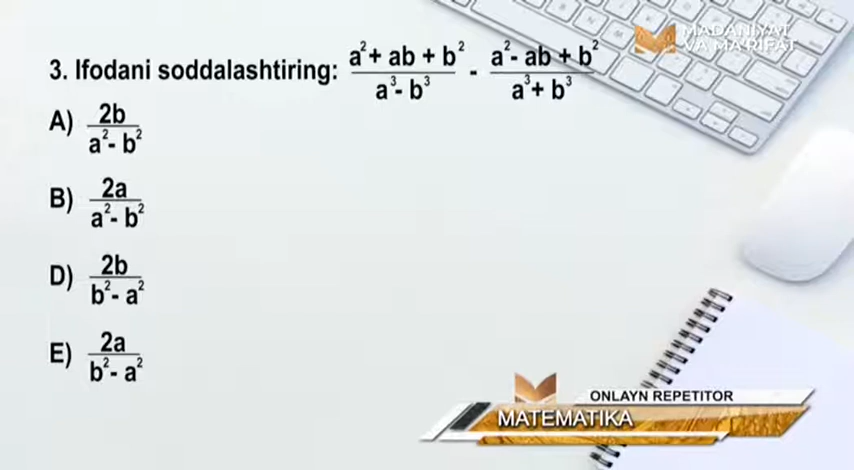 MADANIYAT
VA MA'RIFAT
3. Ifodani soddalashtiring: (a² + ab + b²)/(a³ - b³) - (a² - ab + b²)/(a³ + b³)
A) 2b/(a² - b²)
B) 2a/(a² - b²)
D) 2b/(b² - a²)
E) 2a/(b² - a²)
ONLAYN REPETITOR
MATEMATIKA